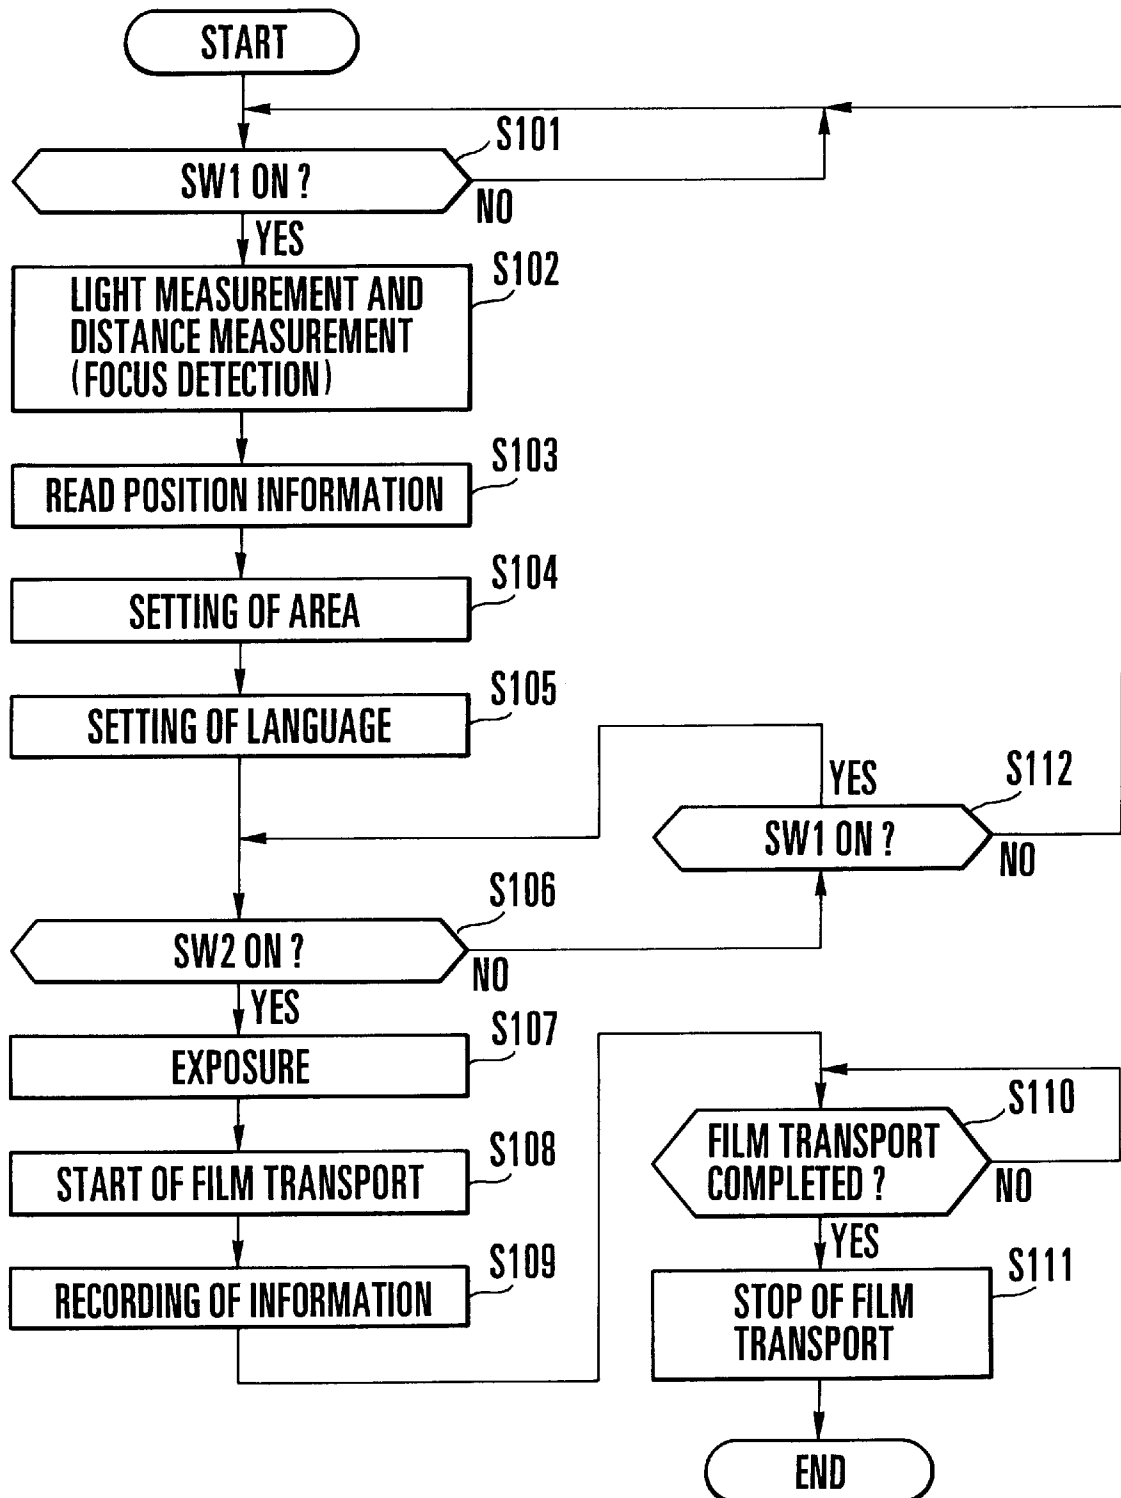 START
S101
SW1 ON ?
NO
YES
S102
LIGHT MEASUREMENT AND
DISTANCE MEASUREMENT
(FOCUS DETECTION)
S103
READ POSITION INFORMATION
S104
SETTING OF AREA
S105
SETTING OF LANGUAGE
YES
S112
SW1 ON ?
NO
S106
SW2 ON ?
NO
YES
S107
EXPOSURE
S108
START OF FILM TRANSPORT
S109
RECORDING OF INFORMATION
S110
FILM TRANSPORT
COMPLETED ?
NO
YES
S111
STOP OF FILM
TRANSPORT
END